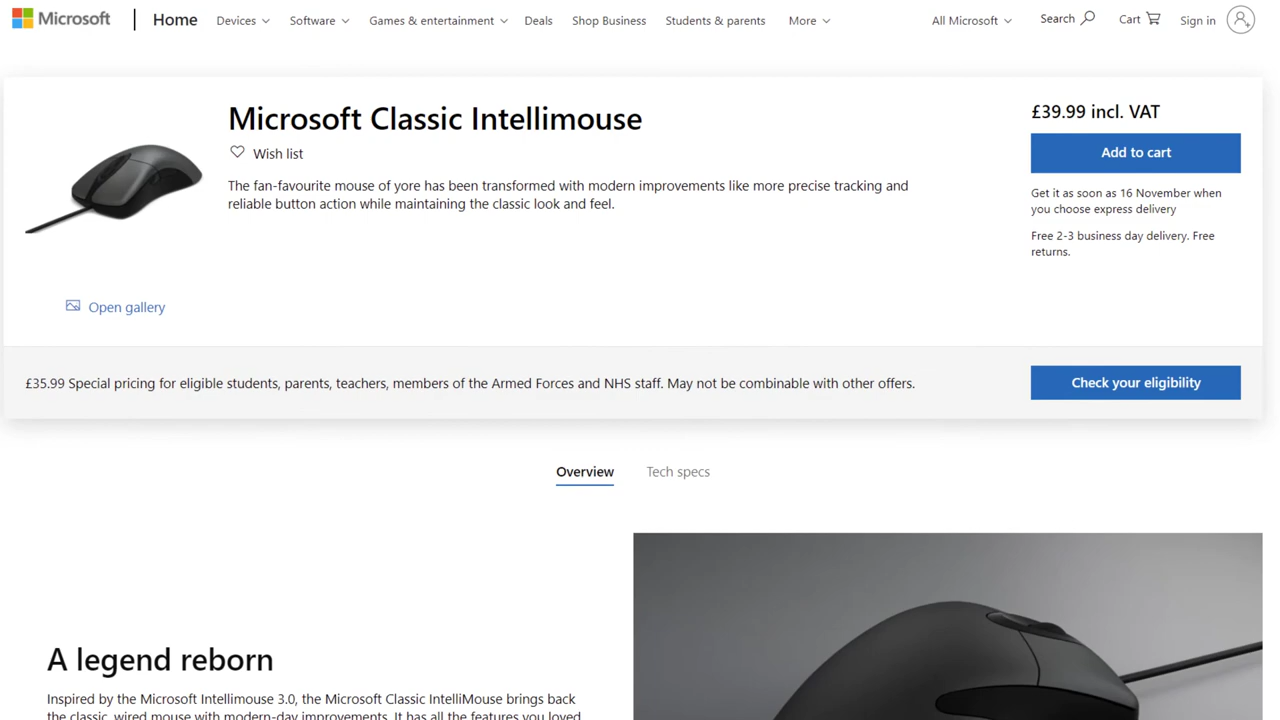 Microsoft
Home
Devices
Software
Games & entertainment
Deals
Shop Business
Students & parents
More
All Microsoft
Search
Cart
Sign in
Microsoft Classic Intellimouse
Wish list
The fan-favourite mouse of yore has been transformed with modern improvements like more precise tracking and
reliable button action while maintaining the classic look and feel.
Open gallery
£39.99 incl. VAT
Add to cart
Get it as soon as 16 November when
you choose express delivery
Free 2-3 business day delivery. Free
returns.
£35.99 Special pricing for eligible students, parents, teachers, members of the Armed Forces and NHS staff. May not be combinable with other offers.
Check your eligibility
Overview
Tech specs
A legend reborn
Inspired by the Microsoft Intellimouse 3.0, the Microsoft Classic IntelliMouse brings back
the classic, wired mouse with modern-day improvements. It has all the features you loved